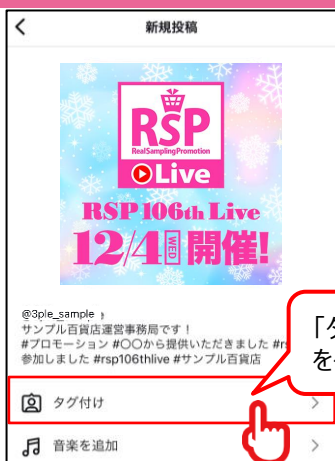 新規投稿
RSP
RealSamplingPromotion
Live
RSP 106th Live
12/4 WED 開催!
@3pie_sample
サンプル百貨店運営事務局です！
#プロモーション #〇〇から提供いただきました
参加しました #rsp106thlive #サンプル百貨店
タグ付け
音楽を追加